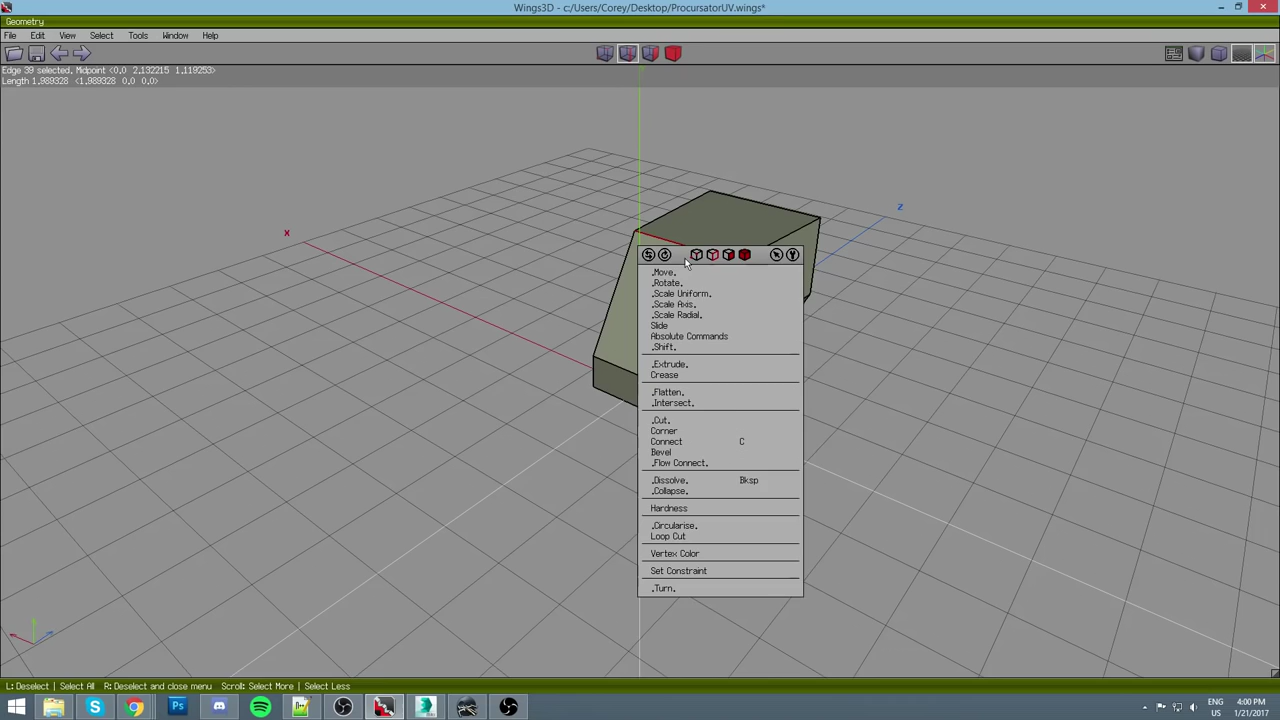 Wings3D - c:/Users/Corey/Desktop/ProcursatorUV.wings*
Geometry
File Edit View Select Tools Window Help
Edge 39 selected. Midpoint <0.0 2.132215 1.119253>
Length 1.989328 <1.989328 0.0 0.0>
Y
Z
X
.Move.
.Rotate.
.Scale Uniform.
.Scale Axis.
.Scale Radial.
Slide
Absolute Commands
.Shift.
.Extrude.
Crease
.Flatten.
.Intersect.
.Cut.
Corner
Connect C
Bevel
.Flow Connect.
.Dissolve. Bksp
.Collapse.
Hardness
.Circularise.
Loop Cut
Vertex Color
Set Constraint
.Turn.
L: Deselect | Select All R: Deselect and close menu Scroll: Select More | Select Less
Ps
ENG 4:00 PM
US 1/21/2017